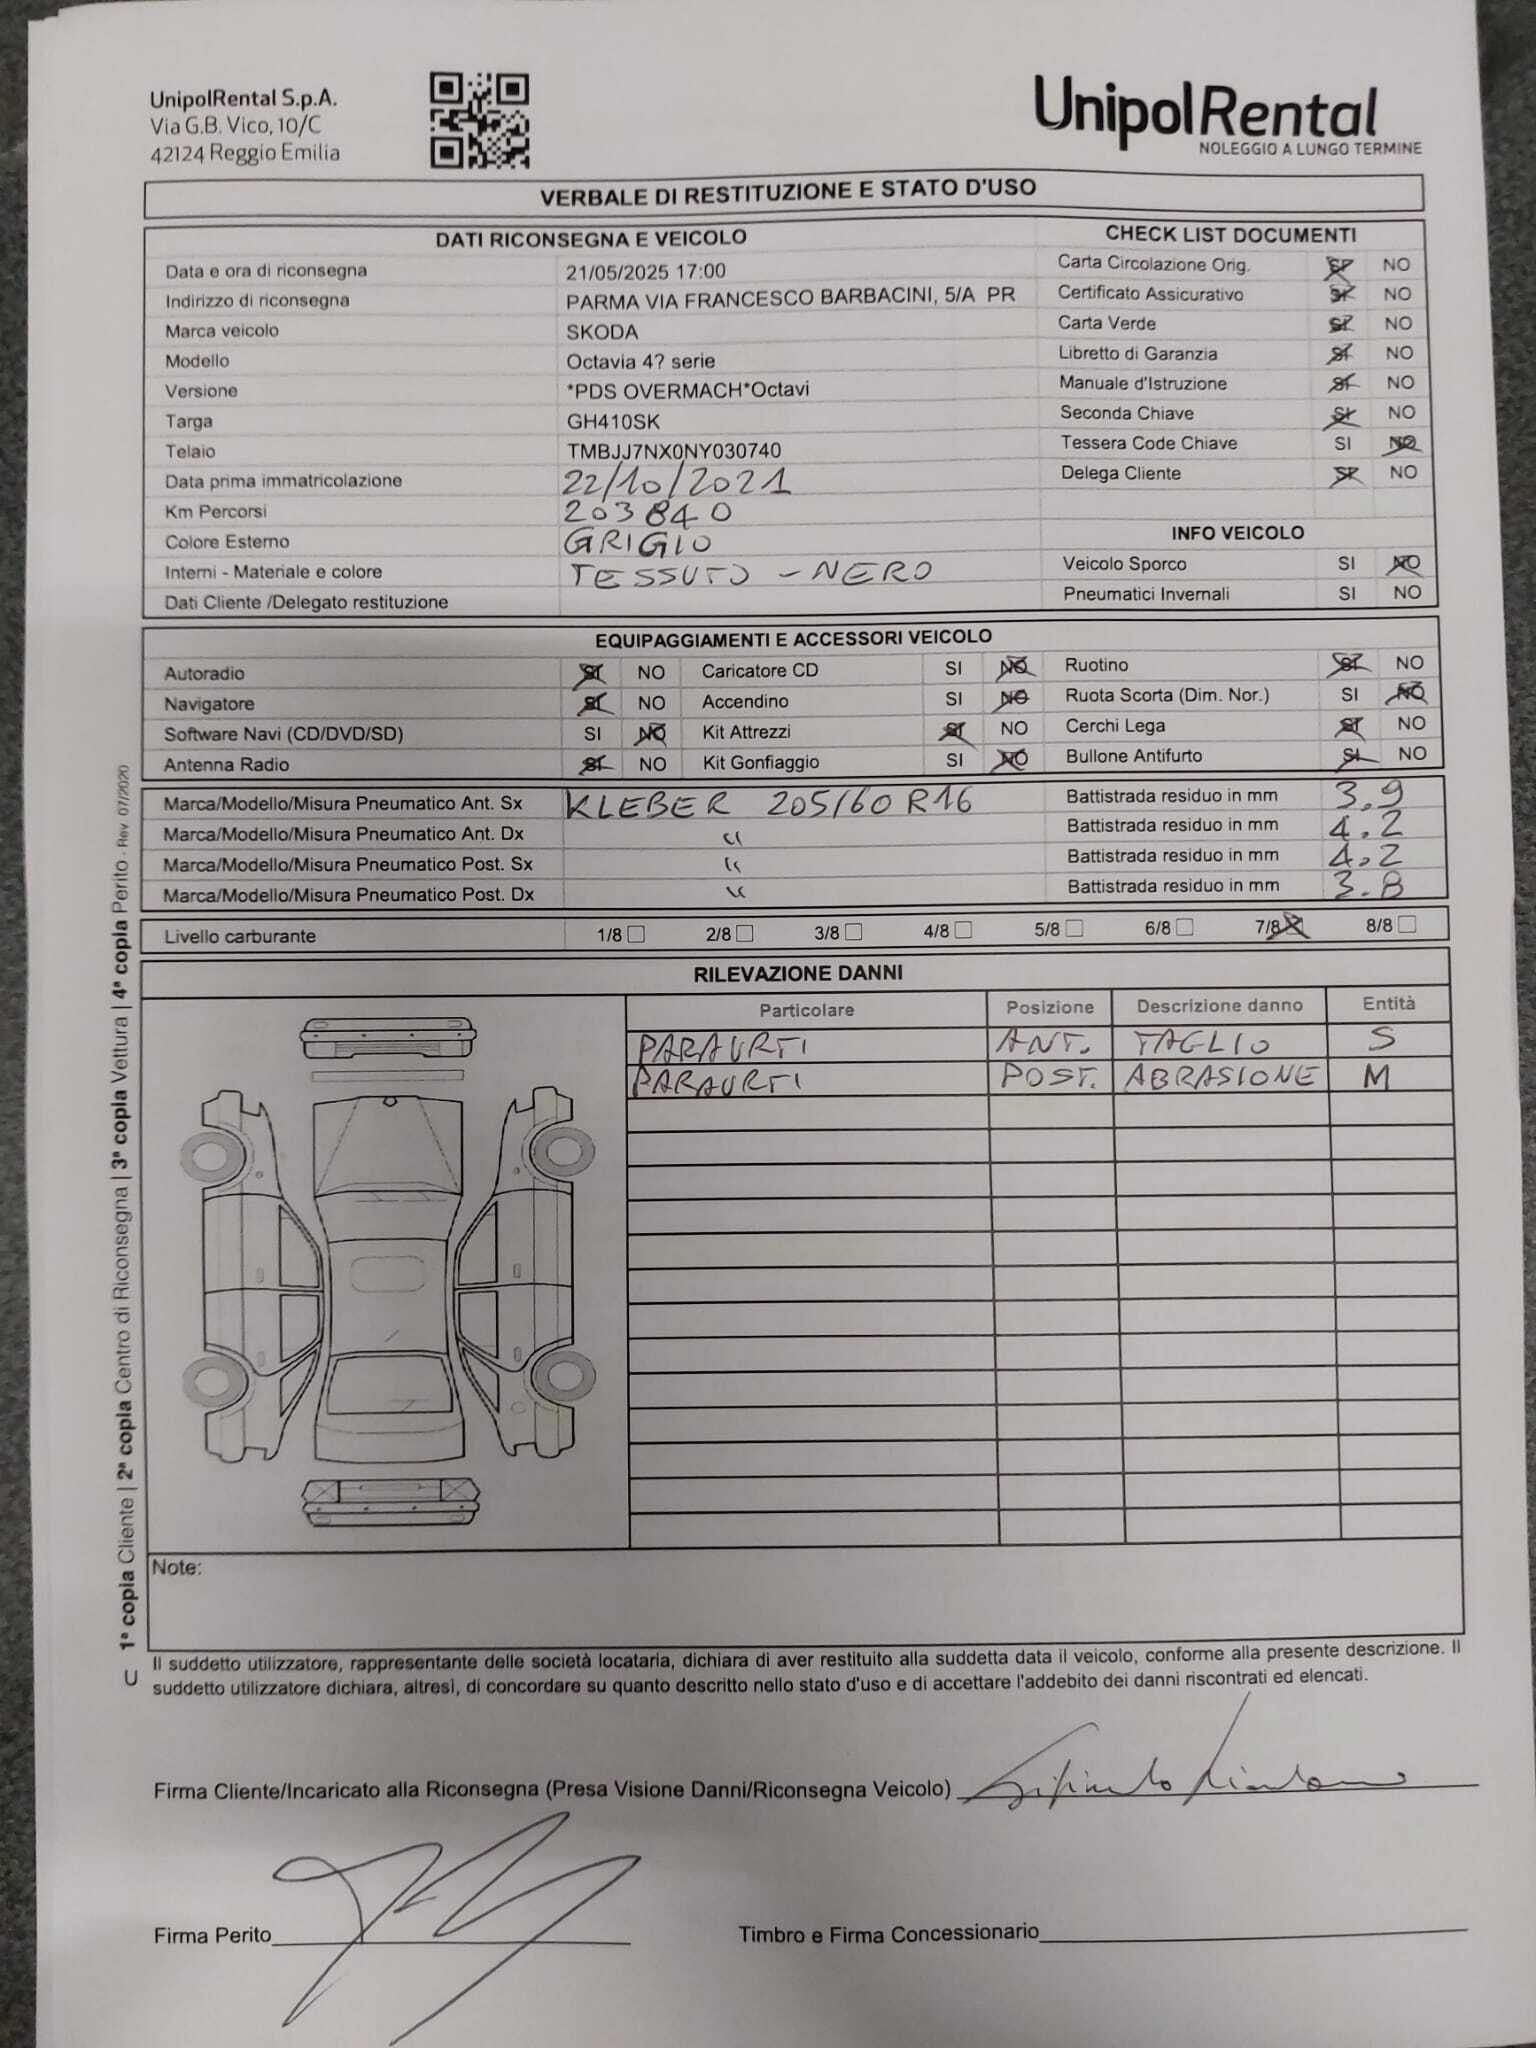 UnipolRental S.p.A.
Via G.B. Vico, 10/C
42124 Reggio Emilia
UnipolRental
NOLEGGIO A LUNGO TERMINE
VERBALE DI RESTITUZIONE E STATO D'USO
DATI RICONSEGNA E VEICOLO
Data e ora di riconsegna 21/05/2025 17:00
Indirizzo di riconsegna PARMA VIA FRANCESCO BARBACINI, 5/A PR
Marca veicolo SKODA
Modello Octavia 4? serie
Versione *PDS OVERMACH*Octavi
Targa GH410SK
Telaio TMBJJ7NX0NY030740
Data prima immatricolazione 22/10/2021
Km Percorsi 203840
Colore Esterno GRIGIO
Interni - Materiale e colore TESSUTO - NERO
Dati Cliente /Delegato restituzione
CHECK LIST DOCUMENTI
Carta Circolazione Orig. SI NO
Certificato Assicurativo SI NO
Carta Verde SI NO
Libretto di Garanzia SI NO
Manuale d'Istruzione SI NO
Seconda Chiave SI NO
Tessera Code Chiave SI NO
Delega Cliente SI NO
INFO VEICOLO
Veicolo Sporco SI NO
Pneumatici Invernali SI NO
EQUIPAGGIAMENTI E ACCESSORI VEICOLO
Autoradio SI NO Caricatore CD SI NO Ruotino SI NO
Navigatore SI NO Accendino SI NO Ruota Scorta (Dim. Nor.) SI NO
Software Navi (CD/DVD/SD) SI NO Kit Attrezzi SI NO Cerchi Lega SI NO
Antenna Radio SI NO Kit Gonfiaggio SI NO Bullone Antifurto SI NO
Marca/Modello/Misura Pneumatico Ant. Sx KLEBER 205/60 R16 Battistrada residuo in mm 3,9
Marca/Modello/Misura Pneumatico Ant. Dx " Battistrada residuo in mm 4.2
Marca/Modello/Misura Pneumatico Post. Sx " Battistrada residuo in mm 4,2
Marca/Modello/Misura Pneumatico Post. Dx " Battistrada residuo in mm 3.8
Livello carburante 1/8 2/8 3/8 4/8 5/8 6/8 7/8 8/8
RILEVAZIONE DANNI
Particolare Posizione Descrizione danno Entità
PARAURTI ANT. TAGLIO S
PARAURTI POST. ABRASIONE M
Note:
1ª copia Cliente | 2ª copia Centro di Riconsegna | 3ª copia Vettura | 4ª copia Perito - Rev 07/2020
U
Il suddetto utilizzatore, rappresentante delle società locataria, dichiara di aver restituito alla suddetta data il veicolo, conforme alla presente descrizione. Il
suddetto utilizzatore dichiara, altresì, di concordare su quanto descritto nello stato d'uso e di accettare l'addebito dei danni riscontrati ed elencati.
Firma Cliente/Incaricato alla Riconsegna (Presa Visione Danni/Riconsegna Veicolo)
Firma Perito
Timbro e Firma Concessionario